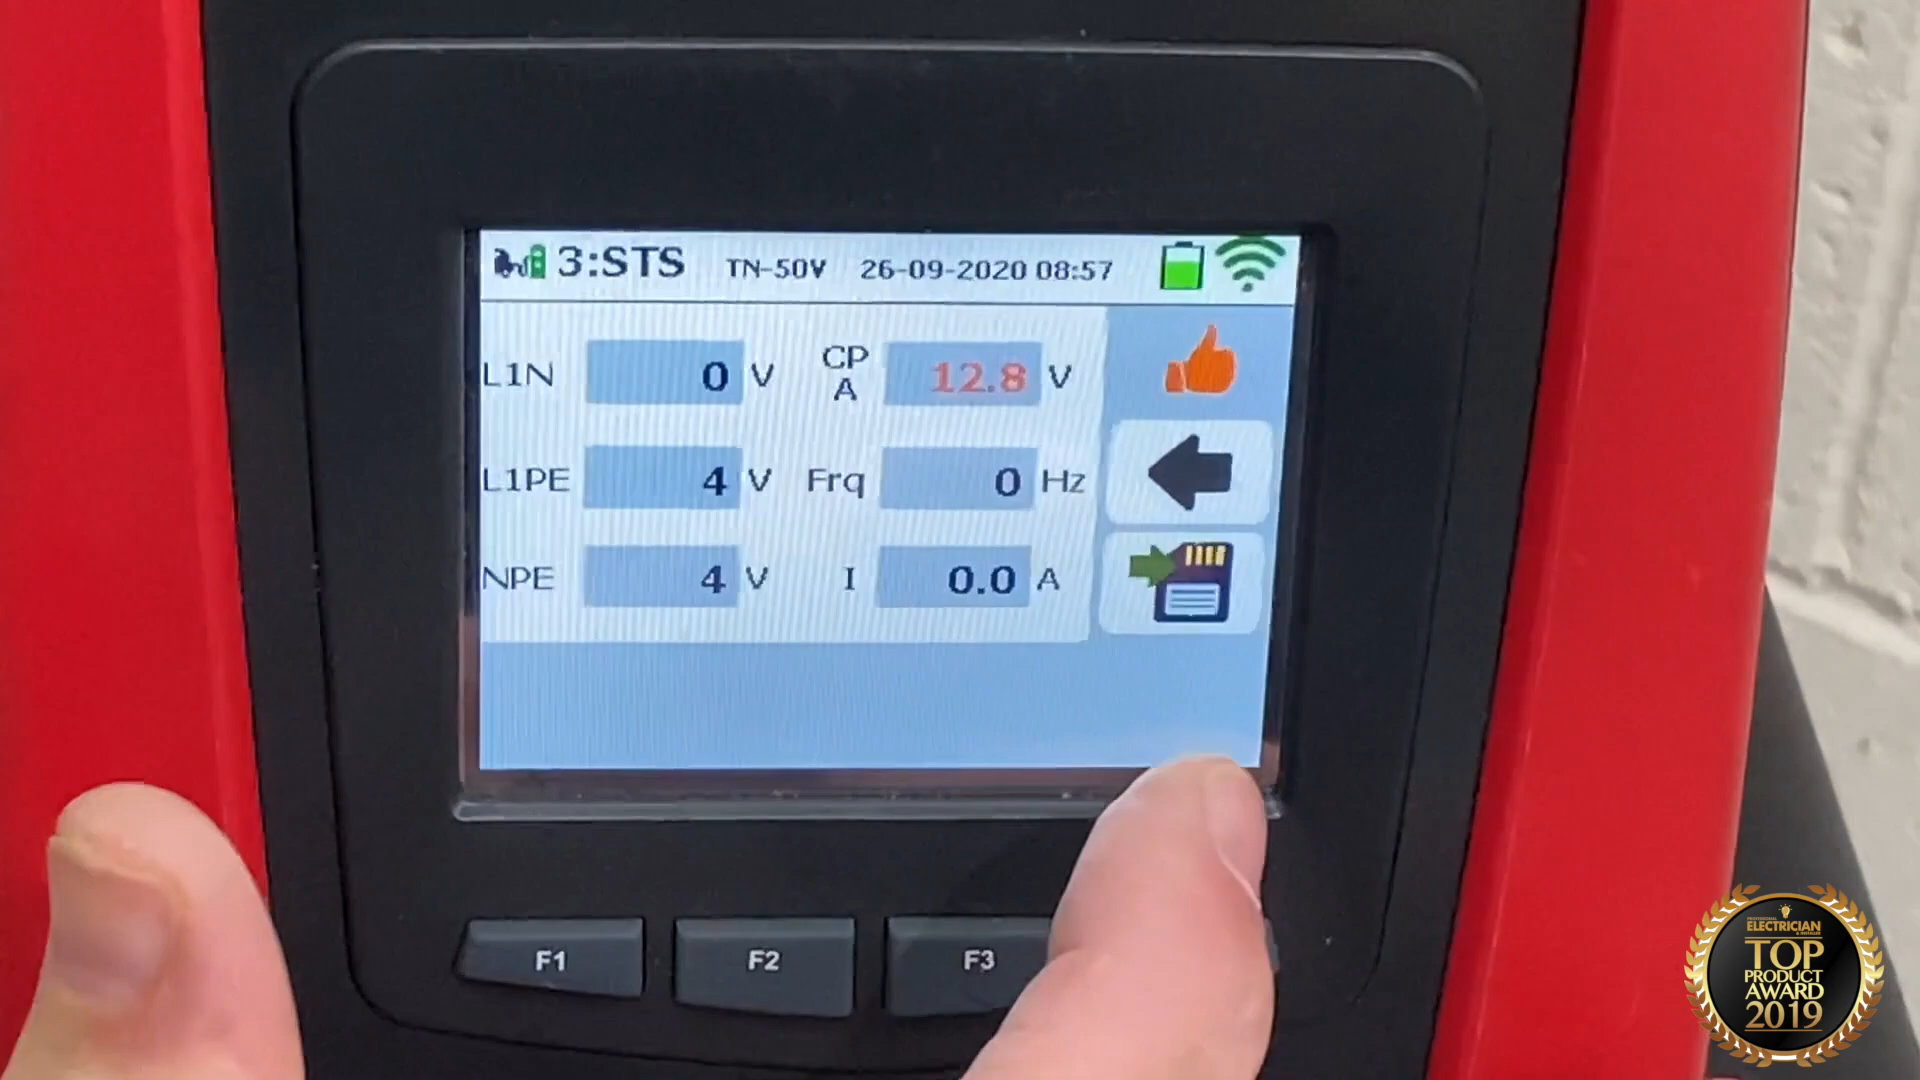 3:STS TN-50V 26-09-2020 08:57
L1N 0 V CP A 12.8 V
L1PE 4 V Frq 0 Hz
NPE 4 V I 0.0 A
F1 F2 F3
ELECTRICIAN
TOP
PRODUCT
AWARD
2019